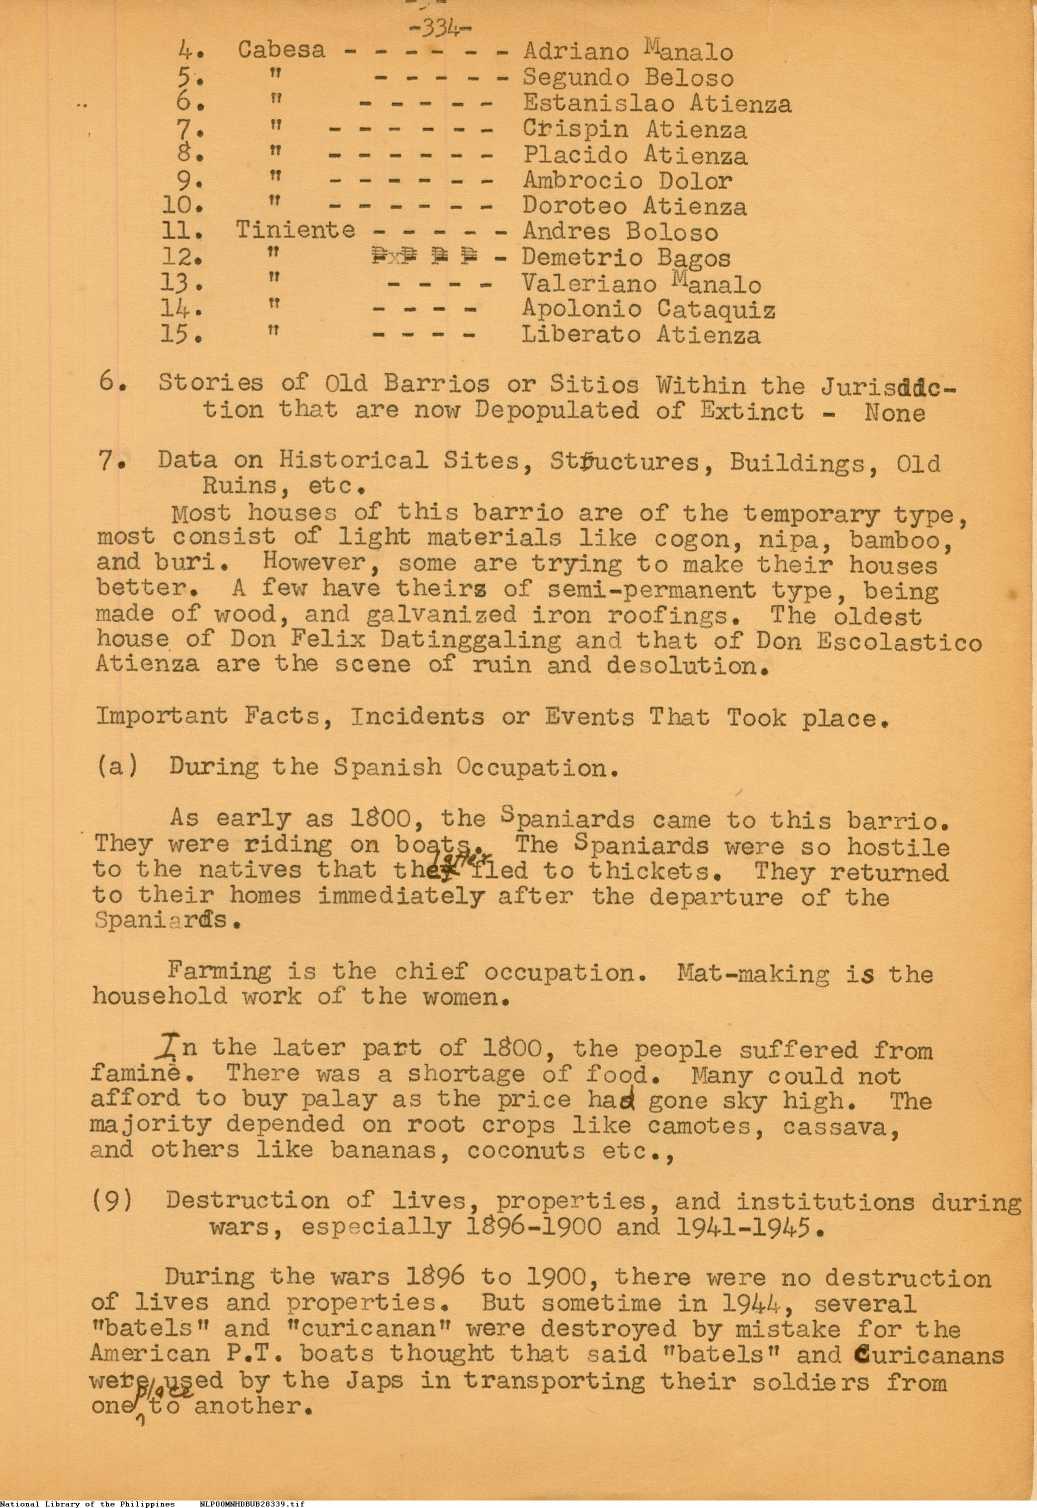 -334-
4. Cabesa - - - - - - Adriano Manalo
5. " - - - - - Segundo Beloso
6. " - - - - - Estanislao Atienza
7. " - - - - - - Crispin Atienza
8. " - - - - - - Placido Atienza
9. " - - - - - - Ambrocio Dolor
10. " - - - - - - Doroteo Atienza
11. Tiniente - - - - - Andres Boloso
12. " - Demetrio Bagos
13. " - - - - Valeriano Manalo
14. " - - - - Apolonio Cataquiz
15. " - - - - Liberato Atienza
6. Stories of Old Barrios or Sitios Within the Jurisddc-
tion that are now Depopulated of Extinct - None
7. Data on Historical Sites, Structures, Buildings, Old
Ruins, etc.
Most houses of this barrio are of the temporary type,
most consist of light materials like cogon, nipa, bamboo,
and buri. However, some are trying to make their houses
better. A few have theirs of semi-permanent type, being
made of wood, and galvanized iron roofings. The oldest
house of Don Felix Datinggaling and that of Don Escolastico
Atienza are the scene of ruin and desolution.
Important Facts, Incidents or Events That Took place.
(a) During the Spanish Occupation.
As early as 1800, the Spaniards came to this barrio.
They were riding on boats. The Spaniards were so hostile
to the natives that the latter fled to thickets. They returned
to their homes immediately after the departure of the
Spaniards.
Farming is the chief occupation. Mat-making is the
household work of the women.
In the later part of 1800, the people suffered from
famine. There was a shortage of food. Many could not
afford to buy palay as the price had gone sky high. The
majority depended on root crops like camotes, cassava,
and others like bananas, coconuts etc.,
(9) Destruction of lives, properties, and institutions during
wars, especially 1896-1900 and 1941-1945.
During the wars 1896 to 1900, there were no destruction
of lives and properties. But sometime in 1944, several
"batels" and "curicanan" were destroyed by mistake for the
American P.T. boats thought that said "batels" and Curicanans
were used by the Japs in transporting their soldiers from
one place to another.
National Library of the Philippines NLPOOMNHDBUB20339.tif